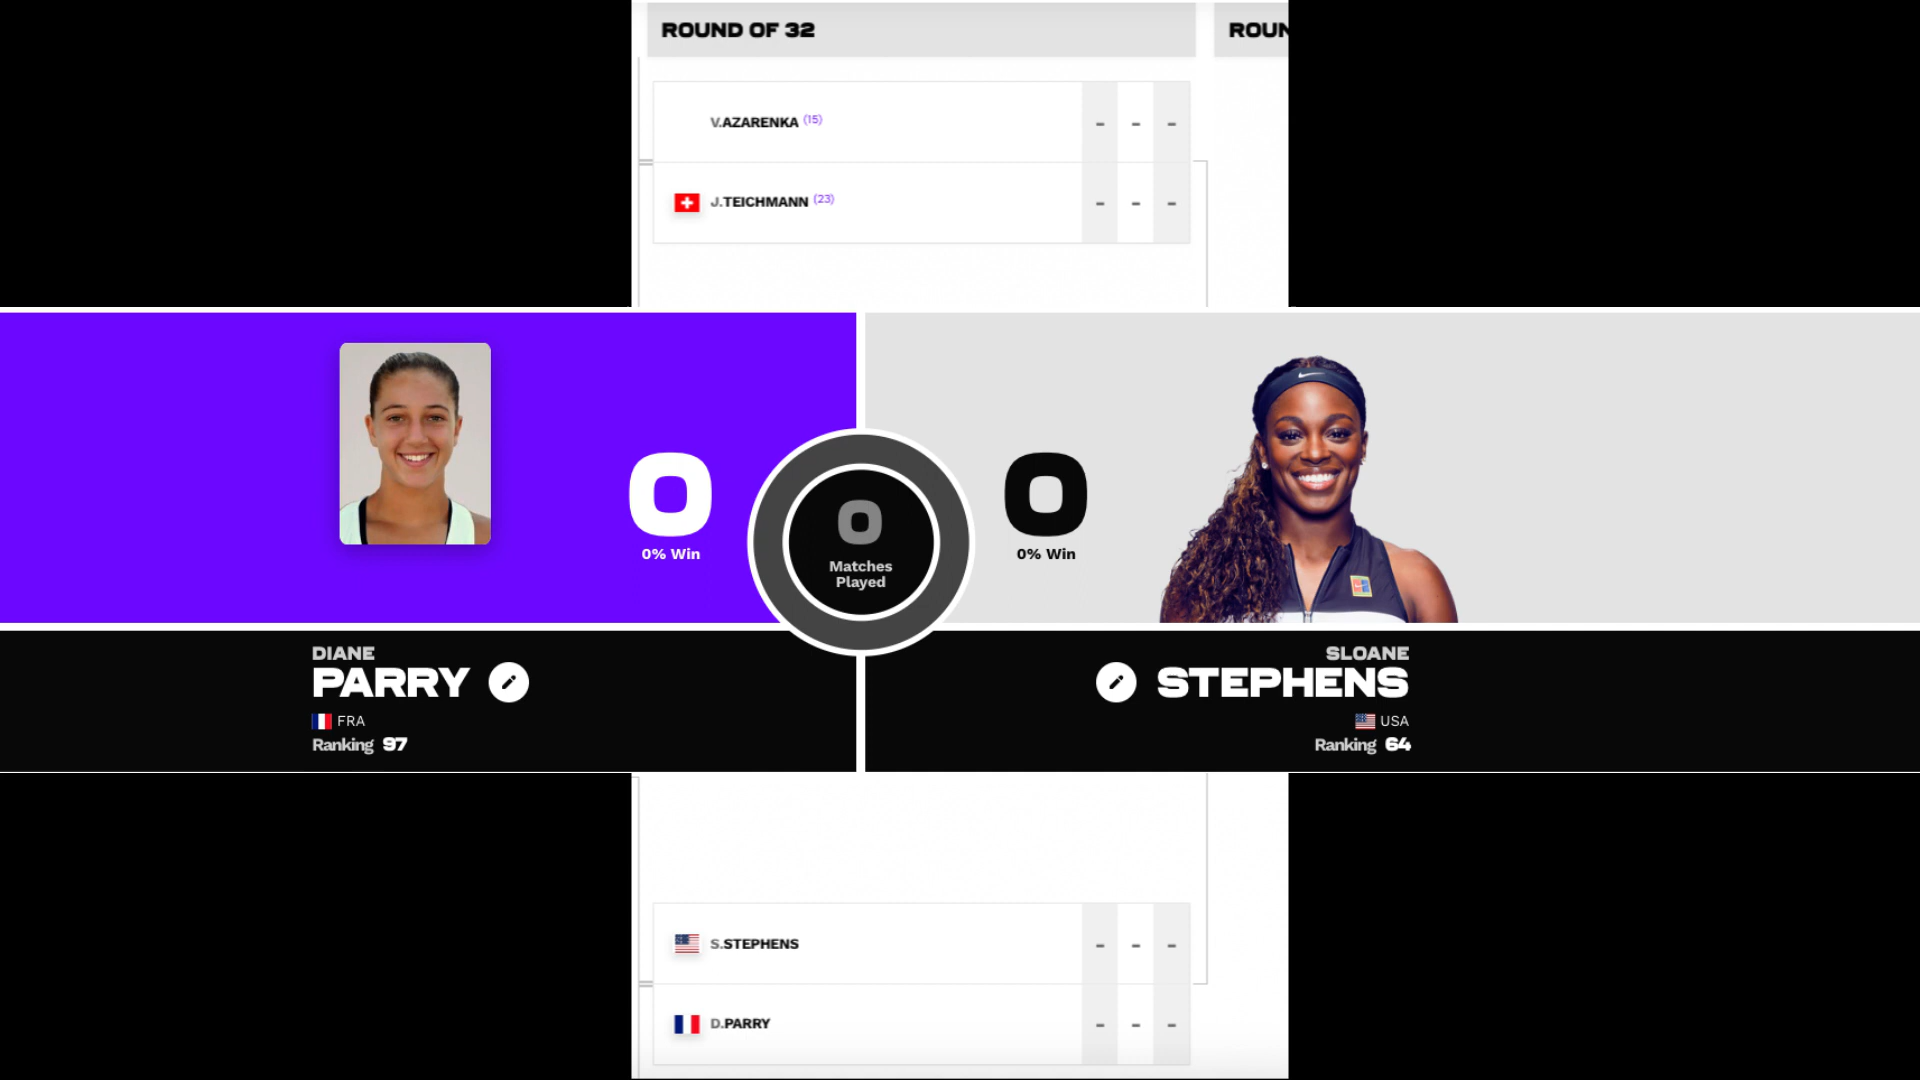 ROUND OF 32
ROUN
V.AZARENKA (15)
- - -
J.TEICHMANN (23)
- - -
0
0% Win
0
Matches
Played
0
0% Win
DIANE
PARRY
FRA
Ranking 97
SLOANE
STEPHENS
USA
Ranking 64
S.STEPHENS
- - -
D.PARRY
- - -